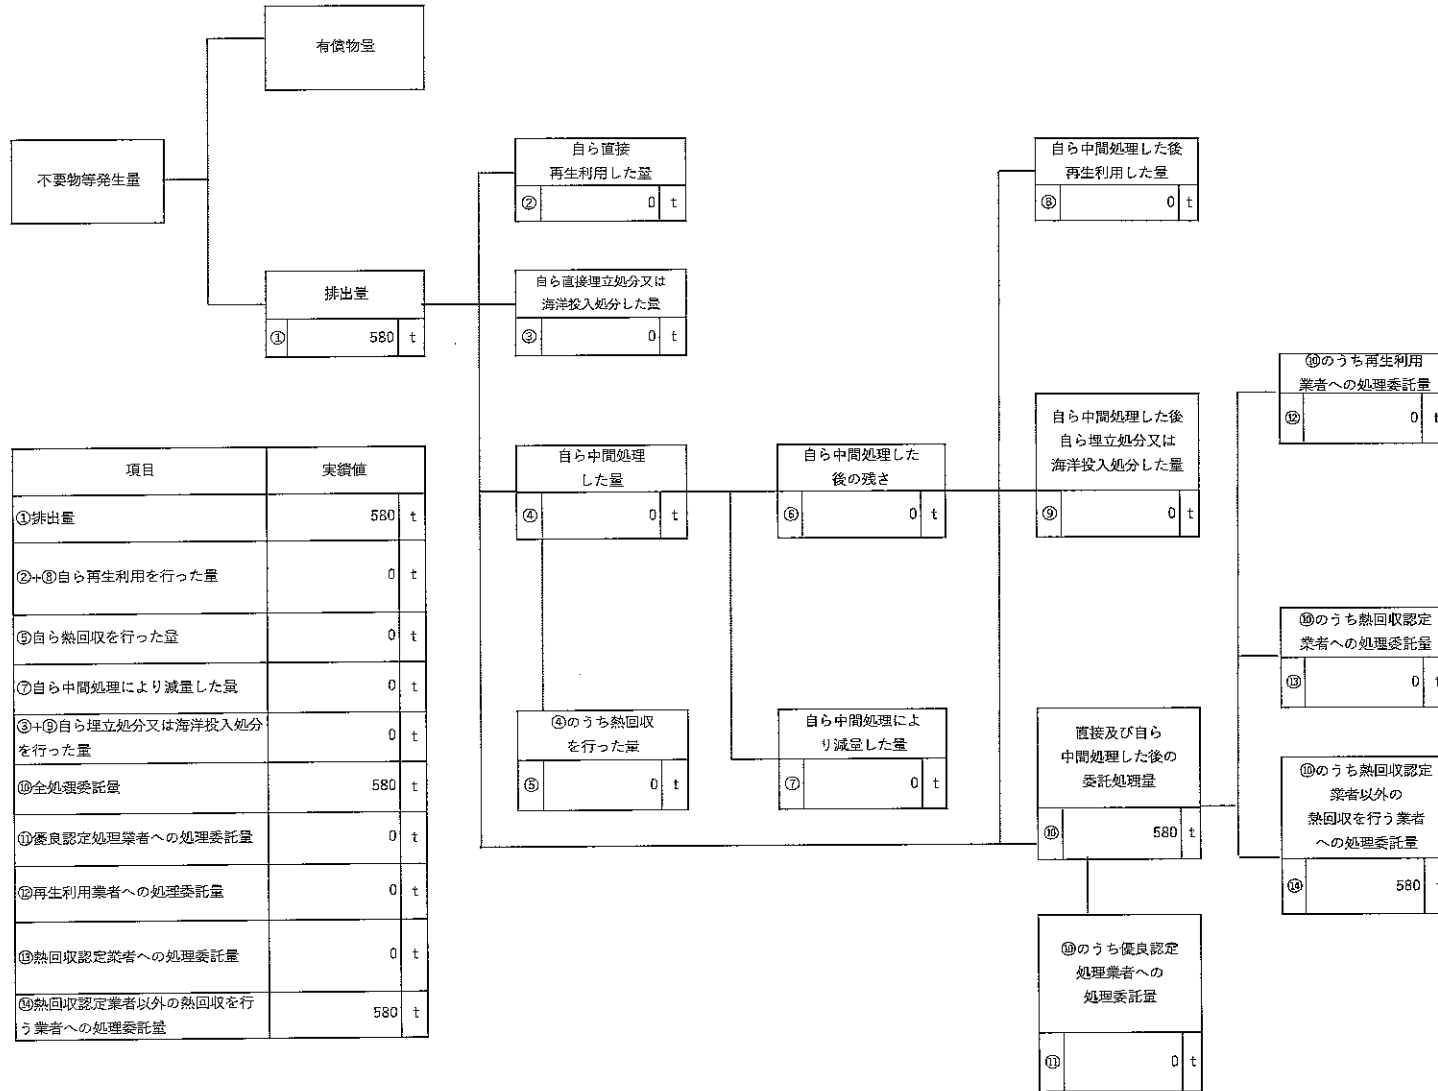 有償物量
不要物等発生量
排出量
① 580 t
自ら直接
再生利用した量
② 0 t
自ら直接埋立処分又は
海洋投入処分した量
③ 0 t
自ら中間処理
した量
④ 0 t
④のうち熱回収
を行った量
⑤ 0 t
自ら中間処理した
後の残さ
⑥ 0 t
自ら中間処理によ
り減量した量
⑦ 0 t
自ら中間処理した後
再生利用した量
⑧ 0 t
自ら中間処理した後
自ら埋立処分又は
海洋投入処分した量
⑨ 0 t
直接及び自ら
中間処理した後の
委託処理量
⑩ 580 t
⑩のうち優良認定
処理業者への
処理委託量
⑪ 0 t
⑩のうち再生利用
業者への処理委託量
⑫ 0 t
⑩のうち熱回収認定
業者への処理委託量
⑬ 0 t
⑩のうち熱回収認定
業者以外の
熱回収を行う業者
への処理委託量
⑭ 580 t
項目 実績値
①排出量 580 t
②+⑧自ら再生利用を行った量 0 t
⑤自ら熱回収を行った量 0 t
⑦自ら中間処理により減量した量 0 t
③+⑨自ら埋立処分又は海洋投入処分
を行った量 0 t
⑩全処理委託量 580 t
⑪優良認定処理業者への処理委託量 0 t
⑫再生利用業者への処理委託量 0 t
⑬熱回収認定業者への処理委託量 0 t
⑭熱回収認定業者以外の熱回収を行
う業者への処理委託量 580 t